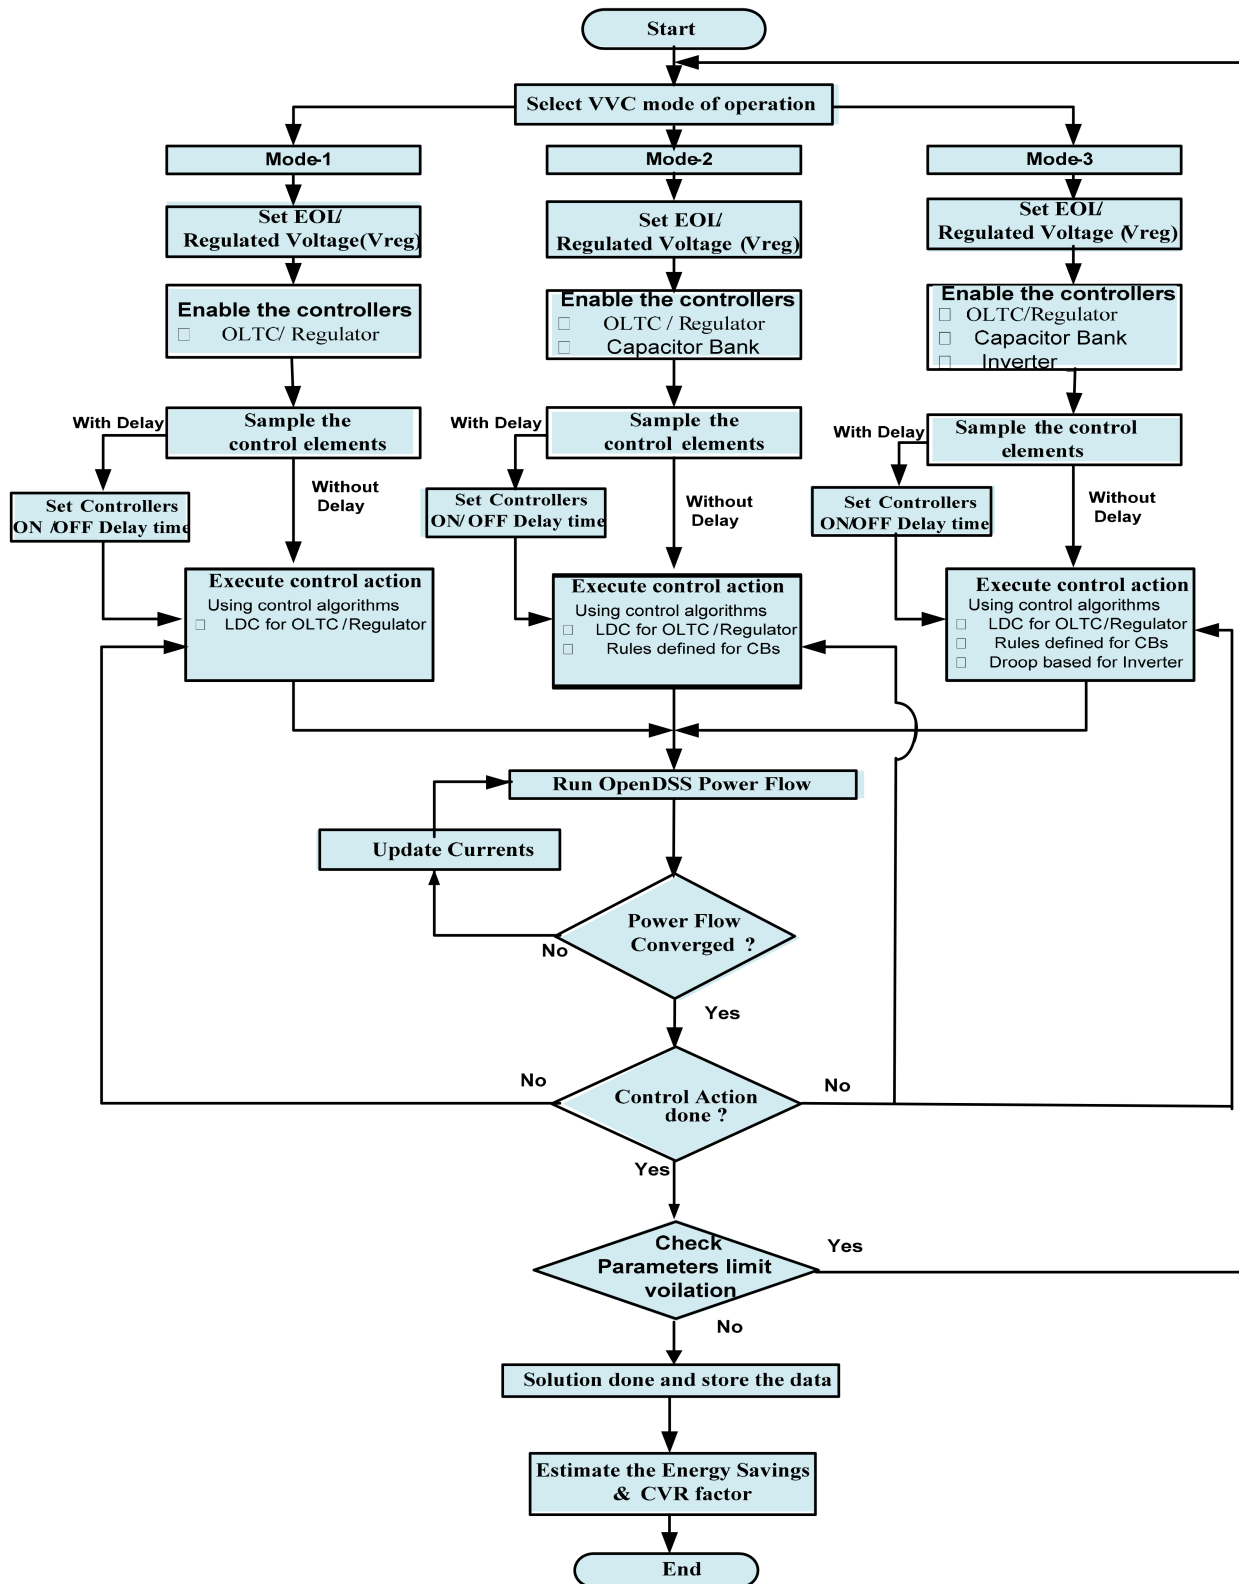 Start
Select VVC mode of operation
Mode-1
Mode-2
Mode-3
Set EOL/
Regulated Voltage(Vreg)
Set EOL/
Regulated Voltage (Vreg)
Set EOL/
Regulated Voltage (Vreg)
Enable the controllers
□ OLTC/ Regulator
Enable the controllers
□ OLTC / Regulator
□ Capacitor Bank
Enable the controllers
□ OLTC/Regulator
□ Capacitor Bank
□ Inverter
With Delay
Sample the
control elements
With Delay
Sample the
control elements
With Delay
Sample the control
elements
Without
Delay
Without
Delay
Without
Delay
Set Controllers
ON /OFF Delay time
Set Controllers
ON/ OFF Delay time
Set Controllers
ON/OFF Delay time
Execute control action
Using control algorithms
□ LDC for OLTC /Regulator
Execute control action
Using control algorithms
□ LDC for OLTC /Regulator
□ Rules defined for CBs
Execute control action
Using control algorithms
□ LDC for OLTC /Regulator
□ Rules defined for CBs
□ Droop based for Inverter
Run OpenDSS Power Flow
Update Currents
Power Flow
Converged ?
No
Yes
No
Control Action
done ?
No
Yes
Check
Parameters limit
voilation
Yes
No
Solution done and store the data
Estimate the Energy Savings
& CVR factor
End